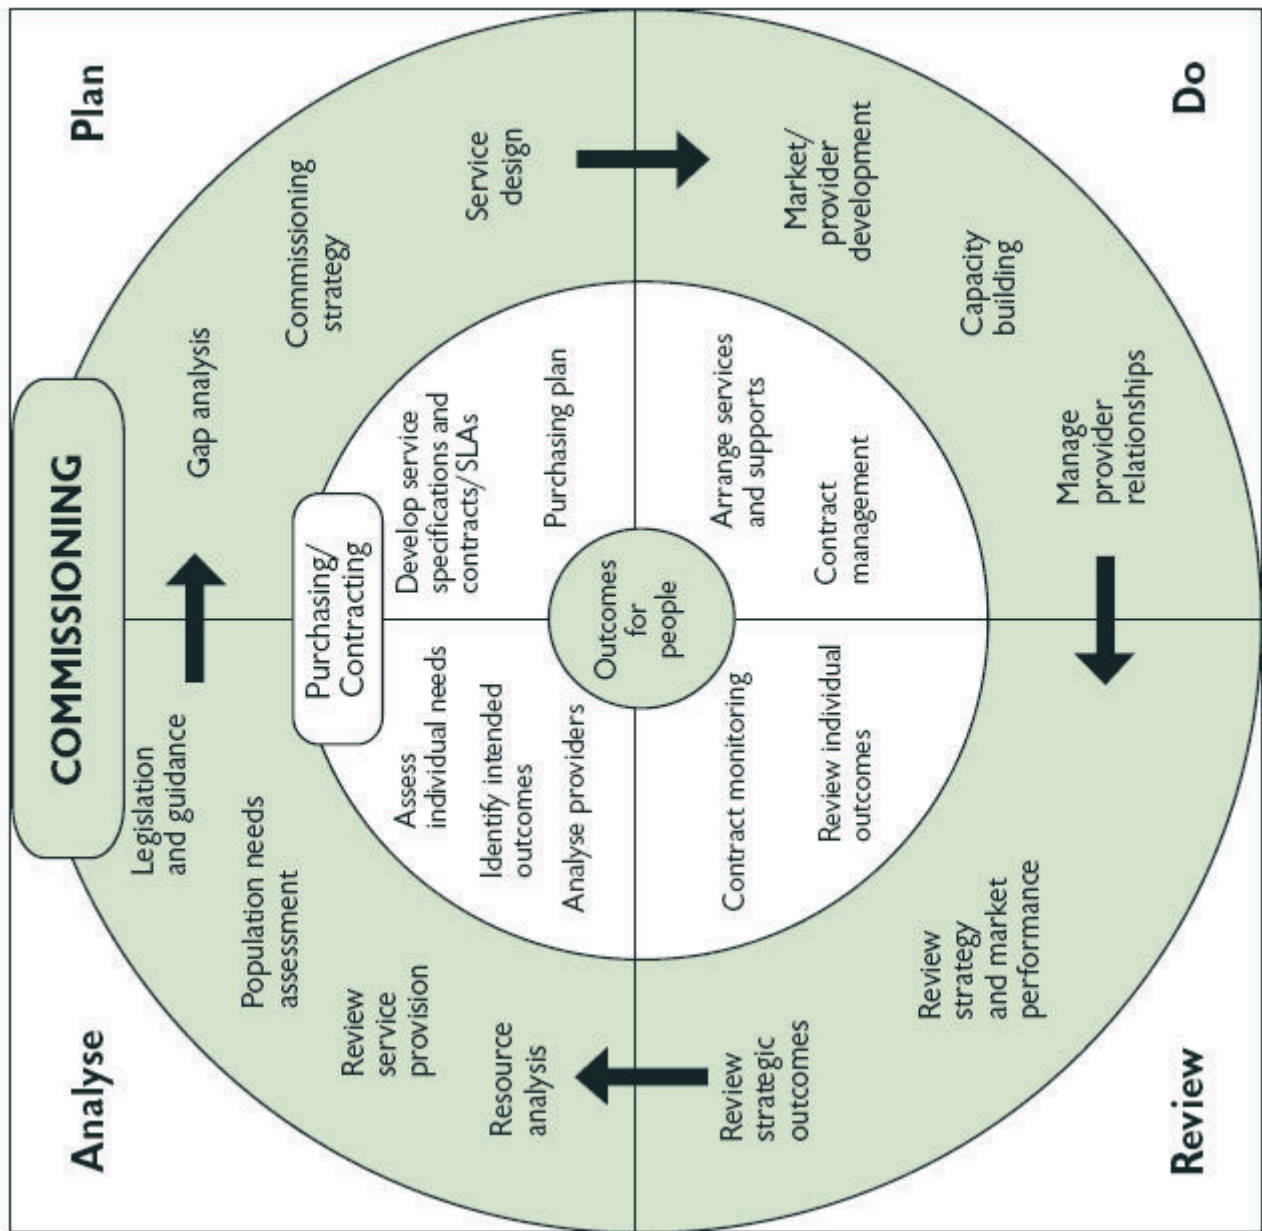 COMMISSIONING
Analyse
Plan
Legislation
and guidance
Population needs
assessment
Review
service
provision
Resource
analysis
Gap analysis
Commissioning
strategy
Service
design
Purchasing/
Contracting
Assess
individual needs
Identify intended
outcomes
Analyse providers
Develop service
specifications and
contracts/SLAs
Purchasing plan
Outcomes
for
people
Contract monitoring
Review individual
outcomes
Arrange services
and supports
Contract
management
Review
strategic
outcomes
Review
strategy
and market
performance
Market/
provider
development
Capacity
building
Manage
provider
relationships
Review
Do